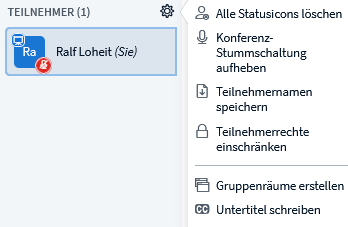 TEILNEHMER (1)
Ra
Ralf Loheit (Sie)
Alle Statusicons löschen
Konferenz-
Stummschaltung
aufheben
Teilnehmernamen
speichern
Teilnehmerrechte
einschränken
Gruppenräume erstellen
CC
Untertitel schreiben